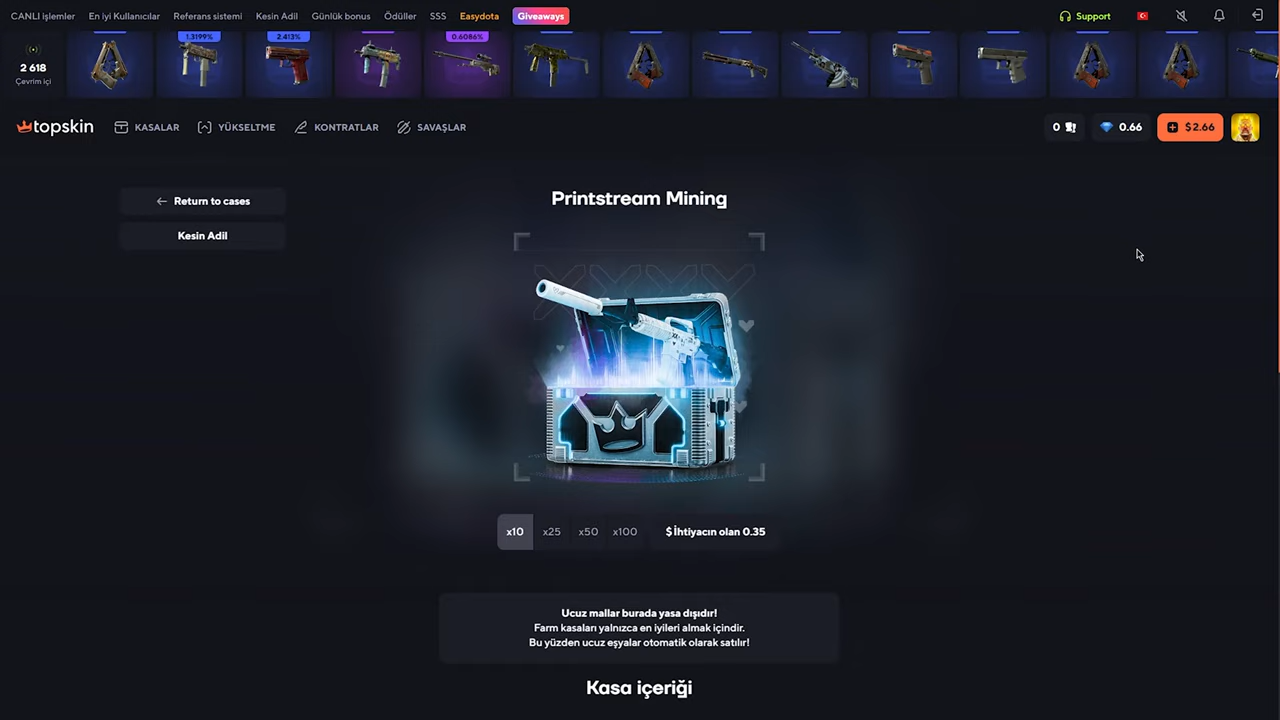 CANLI işlemler En iyi Kullanıcılar Referans sistemi Kesin Adil Günlük bonus Ödüller SSS Easydota Giveaways Support
1.3199% 2.413% 0.6086%
2 618
Çevrim içi
topskin KASALAR YÜKSELTME KONTRATLAR SAVAŞLAR 0 0.66 $2.66
Return to cases
Kesin Adil
Printstream Mining
x10 x25 x50 x100 $ İhtiyacın olan 0.35
Ucuz mallar burada yasa dışıdır!
Farm kasaları yalnızca en iyileri almak içindir.
Bu yüzden ucuz eşyalar otomatik olarak satılır!
Kasa içeriği